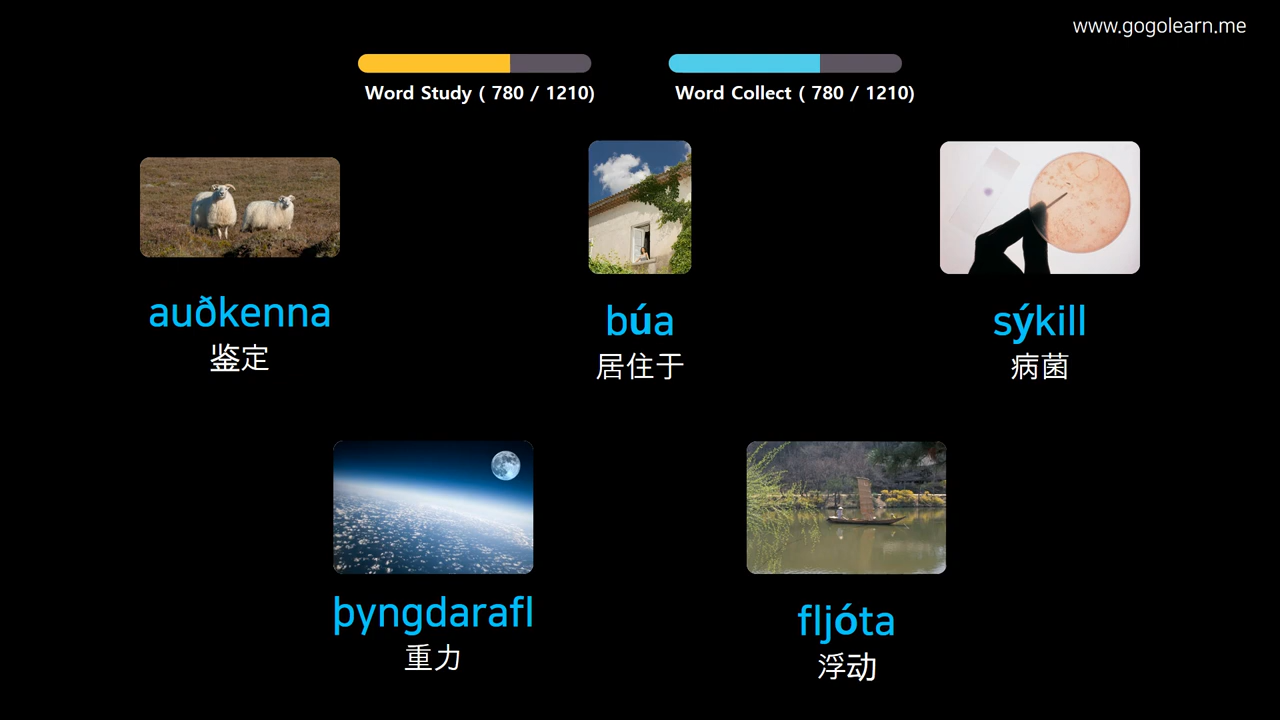 www.gogolearn.me
Word Study ( 780 / 1210)
Word Collect ( 780 / 1210)
auðkenna
鉴定
búa
居住于
sýkill
病菌
þyngdarafl
重力
fljóta
浮动